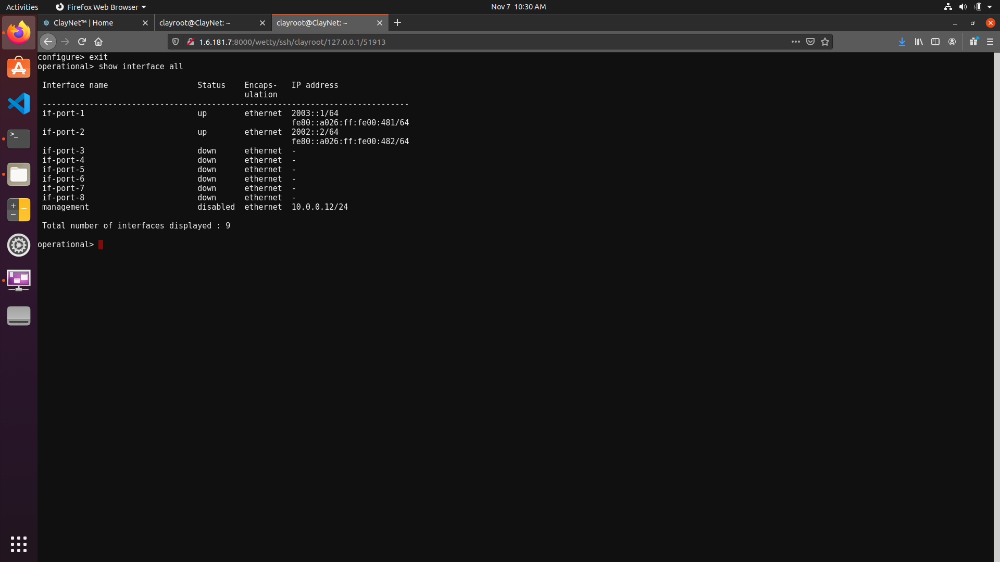 Activities
Firefox Web Browser
Nov 7 10:30 AM
ClayNet™ | Home
clayroot@ClayNet: ~
clayroot@ClayNet: ~
1.6.181.7:8000/wetty/ssh/clayroot/127.0.0.1/51913
configure> exit
operational> show interface all
Interface name Status Encaps- IP address
ulation
------------------------------------------------------------------------------
if-port-1 up ethernet 2003::1/64
fe80::a026:ff:fe00:481/64
if-port-2 up ethernet 2002::2/64
fe80::a026:ff:fe00:482/64
if-port-3 down ethernet -
if-port-4 down ethernet -
if-port-5 down ethernet -
if-port-6 down ethernet -
if-port-7 down ethernet -
if-port-8 down ethernet -
management disabled ethernet 10.0.0.12/24
Total number of interfaces displayed : 9
operational>